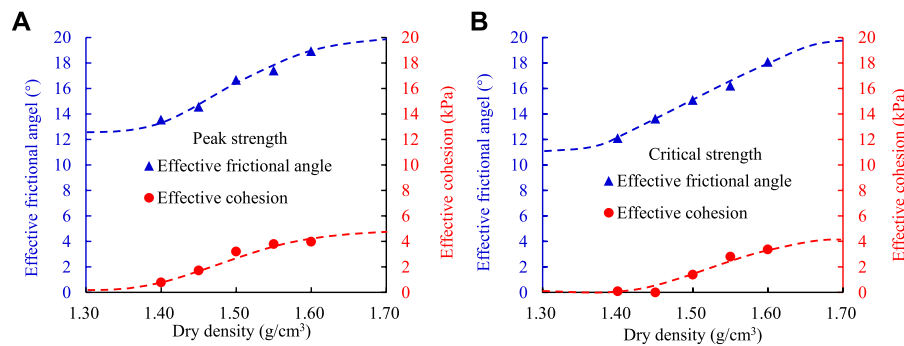 A
20
18
16
14
12
10
8
6
4
2
0
Effective frictional angel (°)
Peak strength
Effective frictional angle
Effective cohesion
20
18
16
14
12
10
8
6
4
2
0
Effective cohesion (kPa)
1.30 1.40 1.50 1.60 1.70
Dry density (g/cm³)
B
20
18
16
14
12
10
8
6
4
2
0
Effective frictional angel (°)
Critical strength
Effective frictional angle
Effective cohesion
20
18
16
14
12
10
8
6
4
2
0
Effective cohesion (kPa)
1.30 1.40 1.50 1.60 1.70
Dry density (g/cm³)